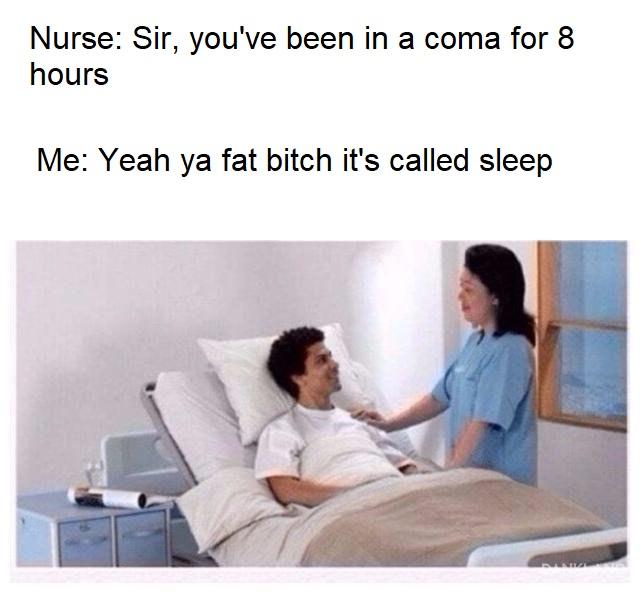 Nurse: Sir, you've been in a coma for 8
hours
Me: Yeah ya fat bitch it's called sleep